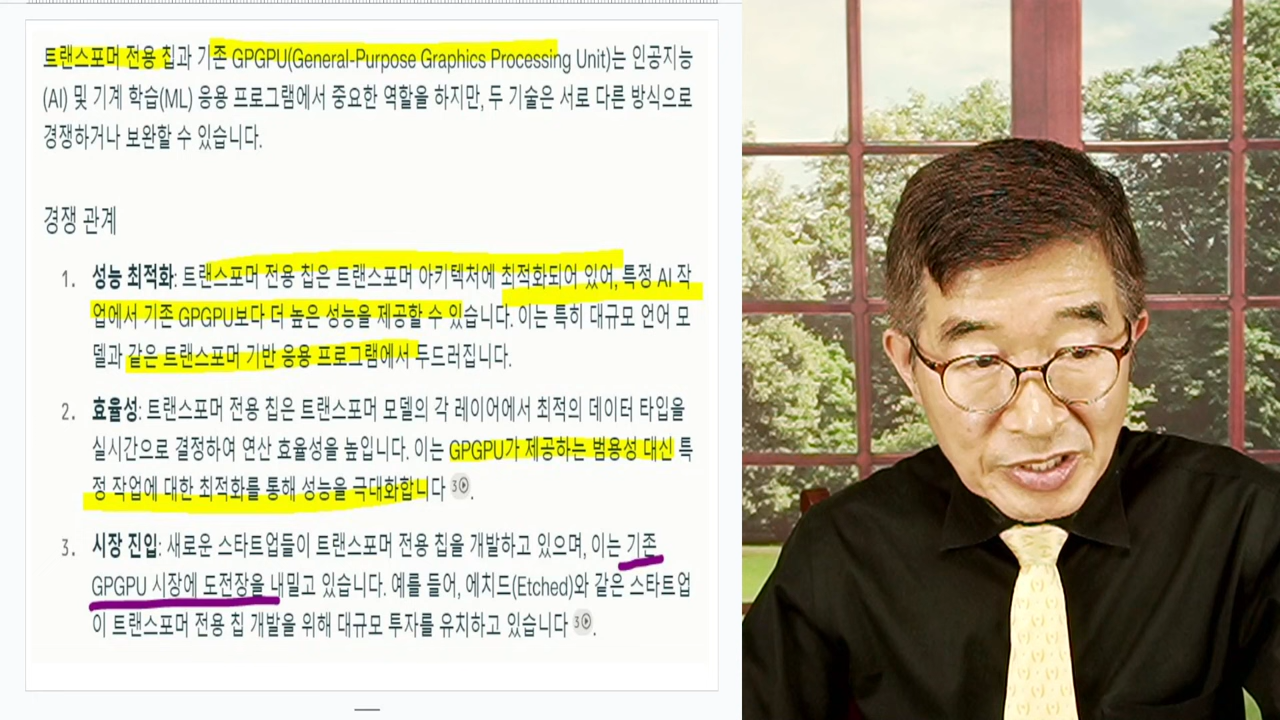 트랜스포머 전용 칩과 기존 GPGPU(General-Purpose Graphics Processing Unit)는 인공지능
(AI) 및 기계 학습(ML) 응용 프로그램에서 중요한 역할을 하지만, 두 기술은 서로 다른 방식으로
경쟁하거나 보완할 수 있습니다.
경쟁 관계
1. 성능 최적화: 트랜스포머 전용 칩은 트랜스포머 아키텍처에 최적화되어 있어, 특정 AI 작
업에서 기존 GPGPU보다 더 높은 성능을 제공할 수 있습니다. 이는 특히 대규모 언어 모
델과 같은 트랜스포머 기반 응용 프로그램에서 두드러집니다.
2. 효율성: 트랜스포머 전용 칩은 트랜스포머 모델의 각 레이어에서 최적의 데이터 타입을
실시간으로 결정하여 연산 효율성을 높입니다. 이는 GPGPU가 제공하는 범용성 대신 특
정 작업에 대한 최적화를 통해 성능을 극대화합니다 3.
3. 시장 진입: 새로운 스타트업들이 트랜스포머 전용 칩을 개발하고 있으며, 이는 기존
GPGPU 시장에 도전장을 내밀고 있습니다. 예를 들어, 에치드(Etched)와 같은 스타트업
이 트랜스포머 전용 칩 개발을 위해 대규모 투자를 유치하고 있습니다 3.